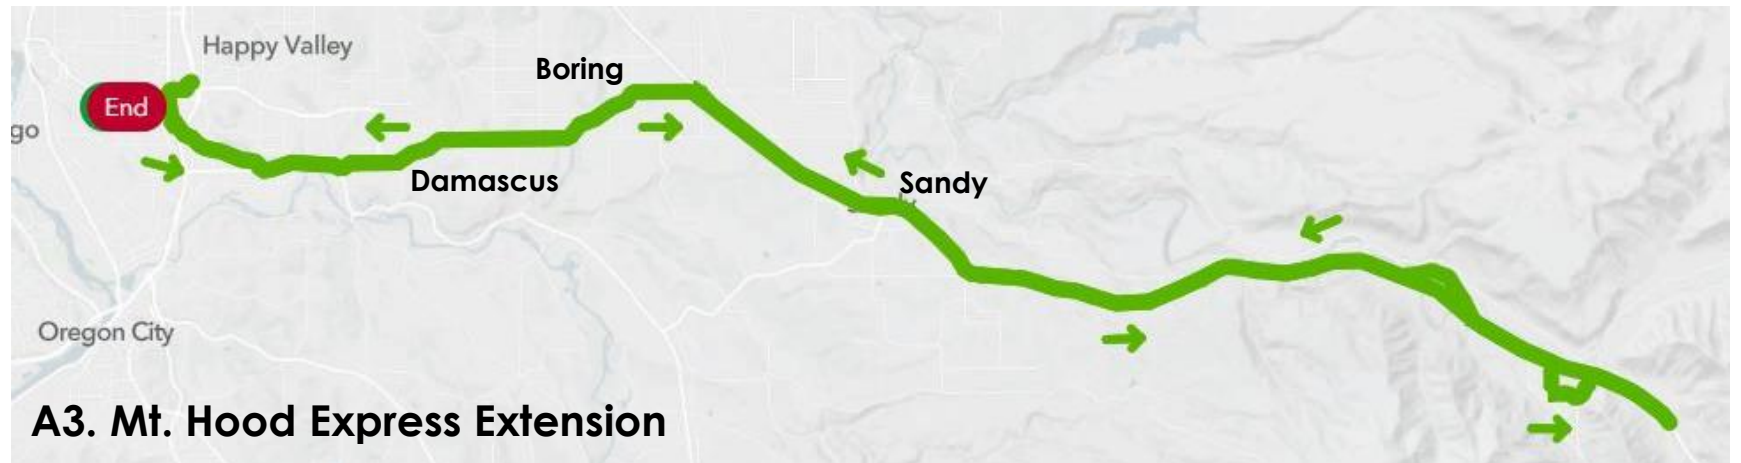 Happy Valley
Boring
End
go
Damascus
Sandy
Oregon City
A3. Mt. Hood Express Extension